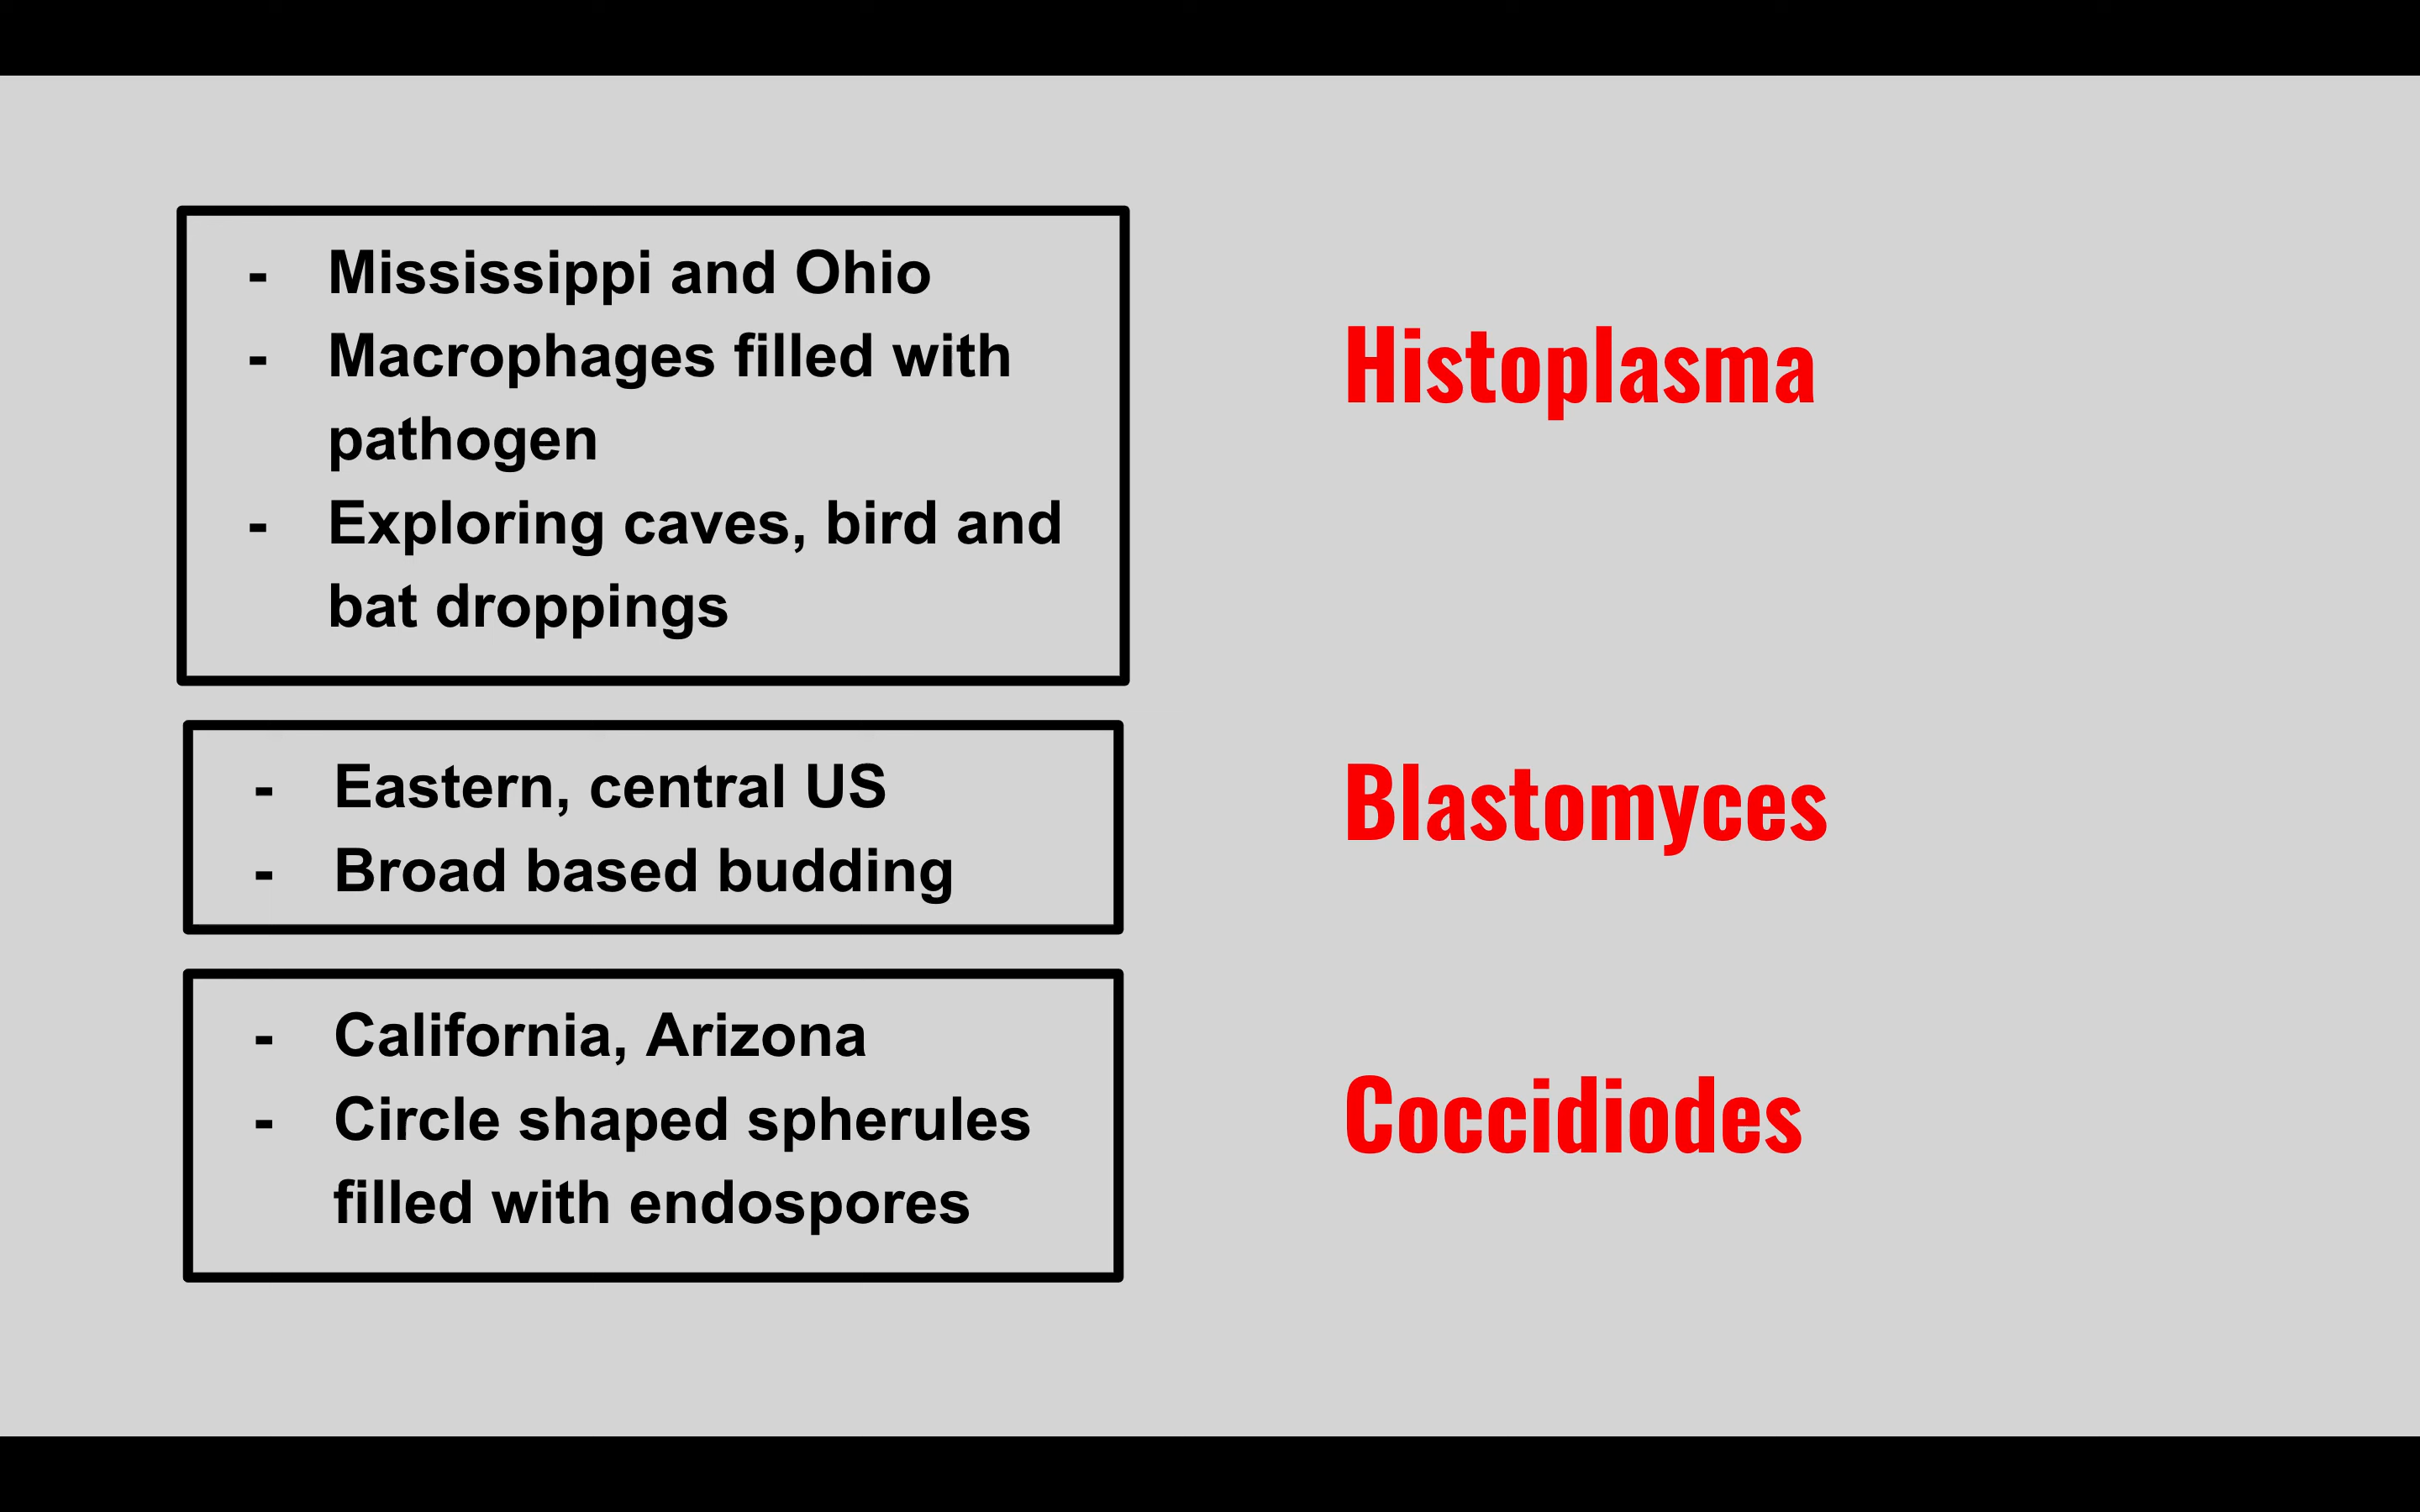 - Mississippi and Ohio
- Macrophages filled with
pathogen
- Exploring caves, bird and
bat droppings
Histoplasma
- Eastern, central US
- Broad based budding
Blastomyces
- California, Arizona
- Circle shaped spherules
filled with endospores
Coccidiodes